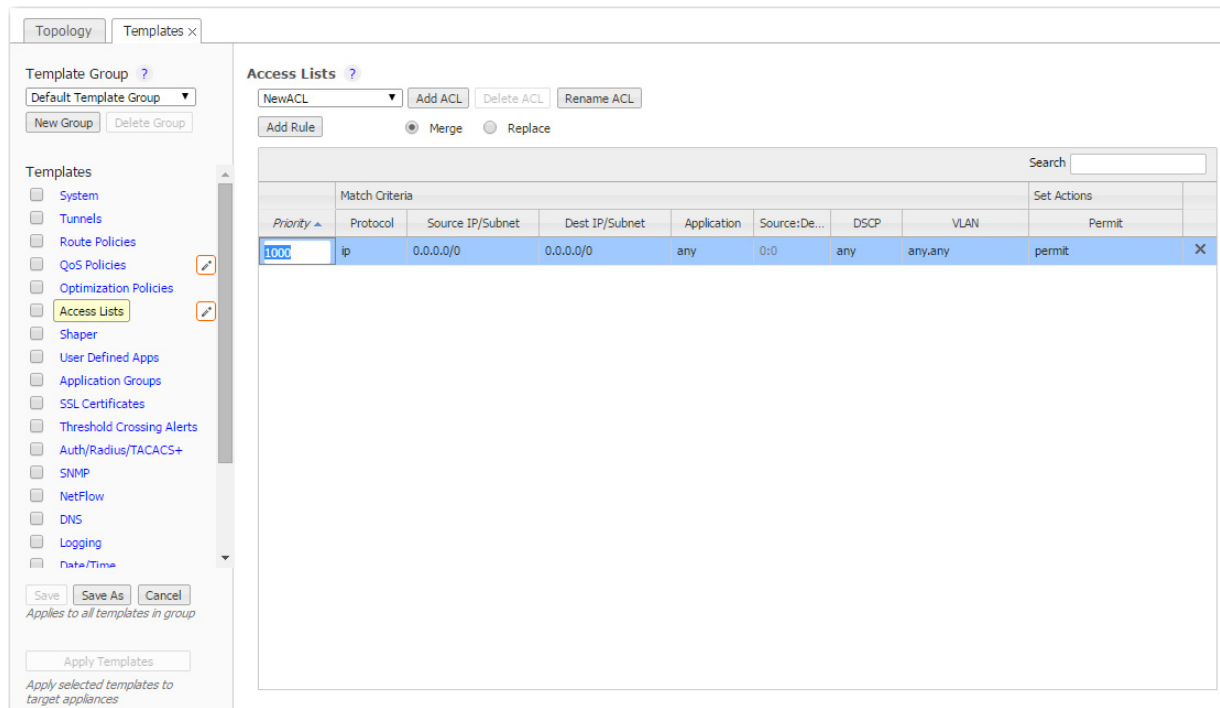 Topology Templates ×
Template Group ?
Default Template Group
New Group Delete Group
Templates
System
Tunnels
Route Policies
QoS Policies
Optimization Policies
Access Lists
Shaper
User Defined Apps
Application Groups
SSL Certificates
Threshold Crossing Alerts
Auth/Radius/TACACS+
SNMP
NetFlow
DNS
Logging
Date/Time
Save Save As Cancel
Applies to all templates in group
Apply Templates
Apply selected templates to
target appliances
Access Lists ?
NewACL Add ACL Delete ACL Rename ACL
Add Rule Merge Replace
Search
Match Criteria Set Actions
Priority Protocol Source IP/Subnet Dest IP/Subnet Application Source:De... DSCP VLAN Permit
1000 ip 0.0.0.0/0 0.0.0.0/0 any 0:0 any any.any permit ×